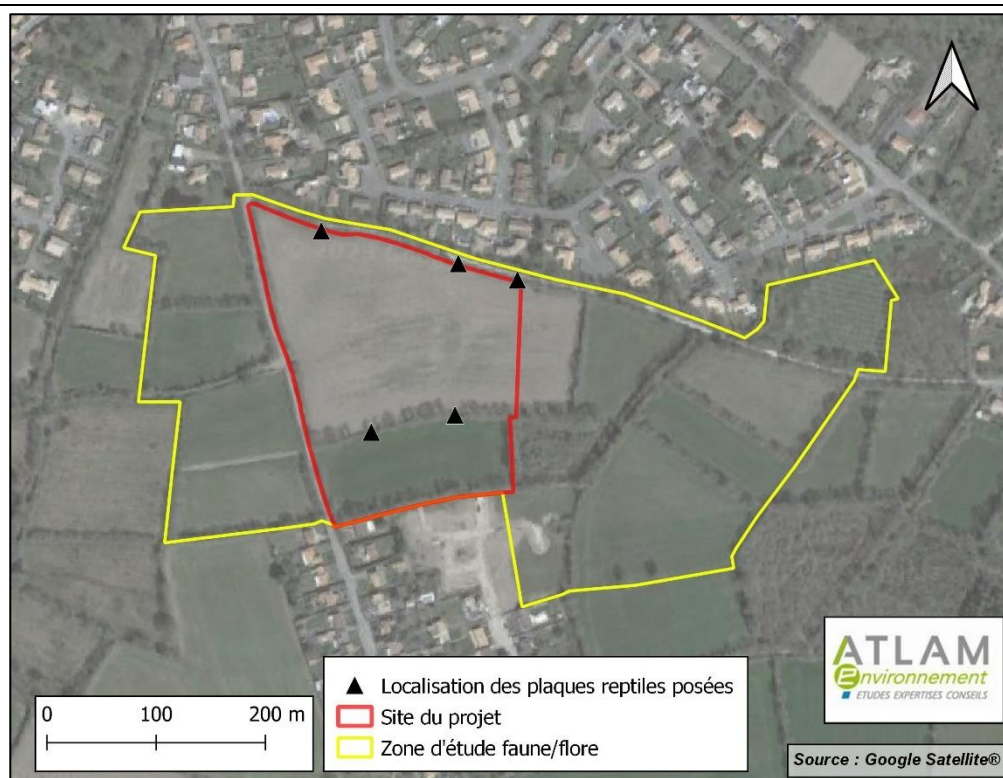 Localisation des plaques reptiles posées
Site du projet
Zone d'étude faune/flore
0 100 200 m
ATLAM
environnement
ETUDES EXPERTISES CONSEILS
Source : Google Satellite®